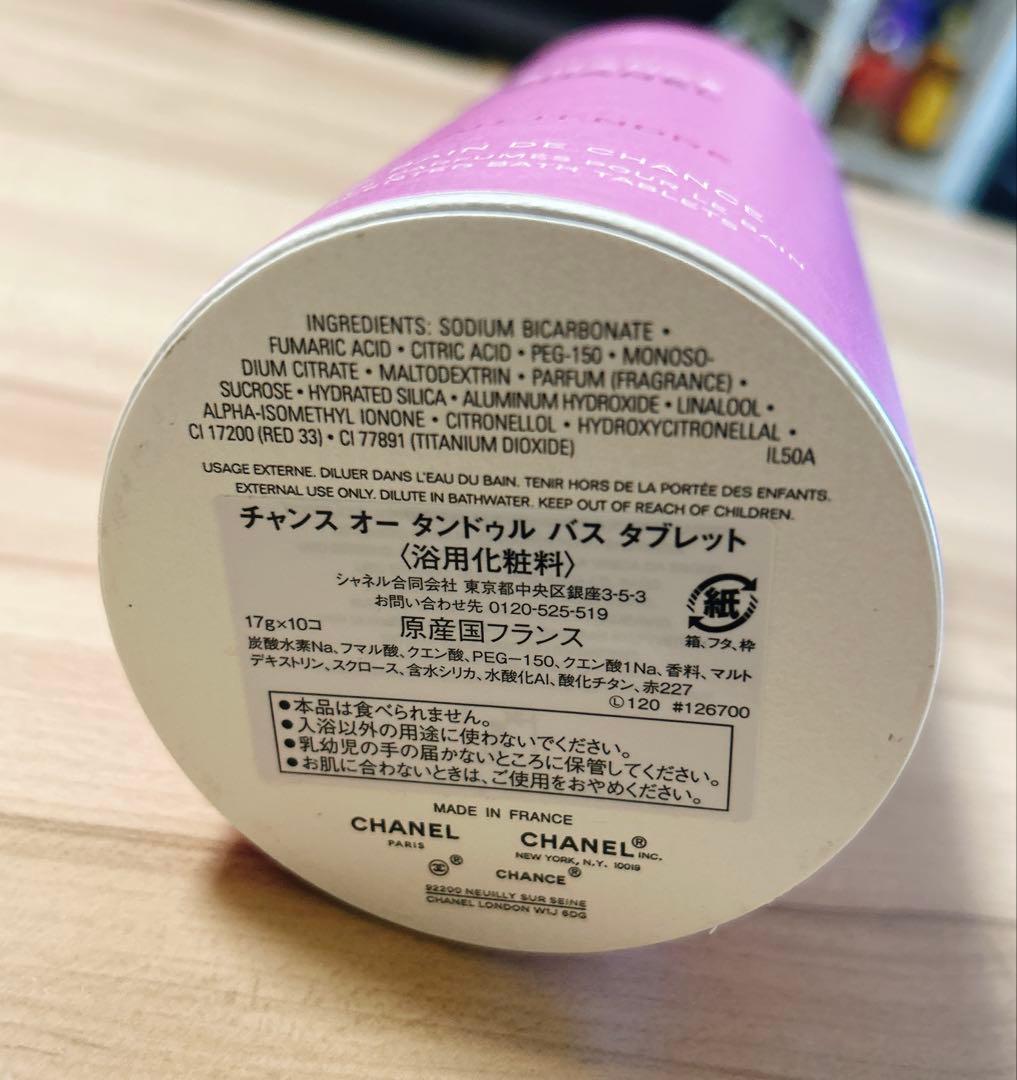 BAIN DE CHANCE
PARFUMÉS POUR LE BAIN
BATH TABLETS
INGREDIENTS: SODIUM BICARBONATE •
FUMARIC ACID • CITRIC ACID • PEG-150 • MONOSO-
DIUM CITRATE • MALTODEXTRIN • PARFUM (FRAGRANCE) •
SUCROSE • HYDRATED SILICA • ALUMINUM HYDROXIDE • LINALOOL •
ALPHA-ISOMETHYL IONONE • CITRONELLOL • HYDROXYCITRONELLAL •
CI 17200 (RED 33) • CI 77891 (TITANIUM DIOXIDE) IL50A
USAGE EXTERNE. DILUER DANS L'EAU DU BAIN. TENIR HORS DE LA PORTÉE DES ENFANTS.
EXTERNAL USE ONLY. DILUTE IN BATHWATER. KEEP OUT OF REACH OF CHILDREN.
チャンス オー タンドゥル バス タブレット
〈浴用化粧料〉
シャネル合同会社 東京都中央区銀座3-5-3
お問い合わせ先 0120-525-519
紙
箱、フタ、枠
17g×10コ 原産国フランス
炭酸水素Na、フマル酸、クエン酸、PEG-150、クエン酸1Na、香料、マルト
デキストリン、スクロース、含水シリカ、水酸化Al、酸化チタン、赤227
Ⓛ120 #126700
●本品は食べられません。
●入浴以外の用途に使わないでください。
●乳幼児の手の届かないところに保管してください。
●お肌に合わないときは、ご使用をおやめください。
MADE IN FRANCE
CHANEL
PARIS
CHANEL® INC.
NEW YORK, N.Y. 10019
®
CHANCE®
92200 NEUILLY SUR SEINE
CHANEL LONDON W1J 6DG